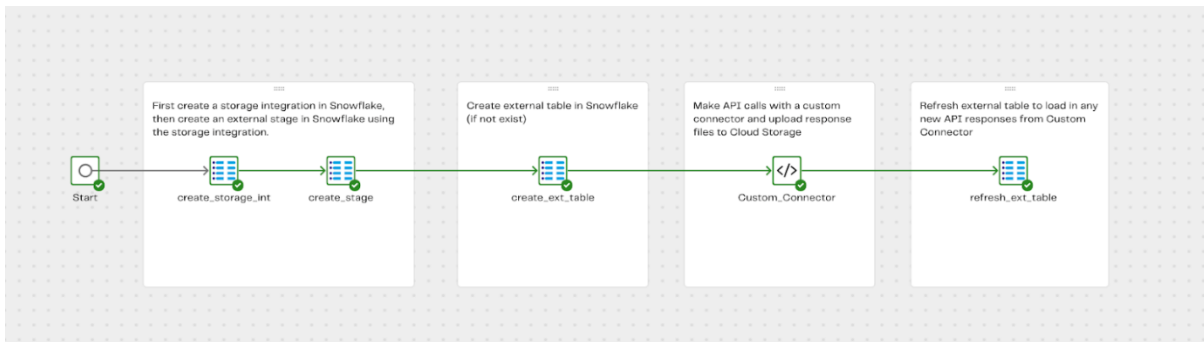 First create a storage integration in Snowflake,
then create an external stage in Snowflake using
the storage integration.
Create external table in Snowflake
(if not exist)
Make API calls with a custom
connector and upload response
files to Cloud Storage
Refresh external table to load in any
new API responses from Custom
Connector
</>
Start
create_storage_int
create_stage
create_ext_table
Custom_Connector
refresh_ext_table